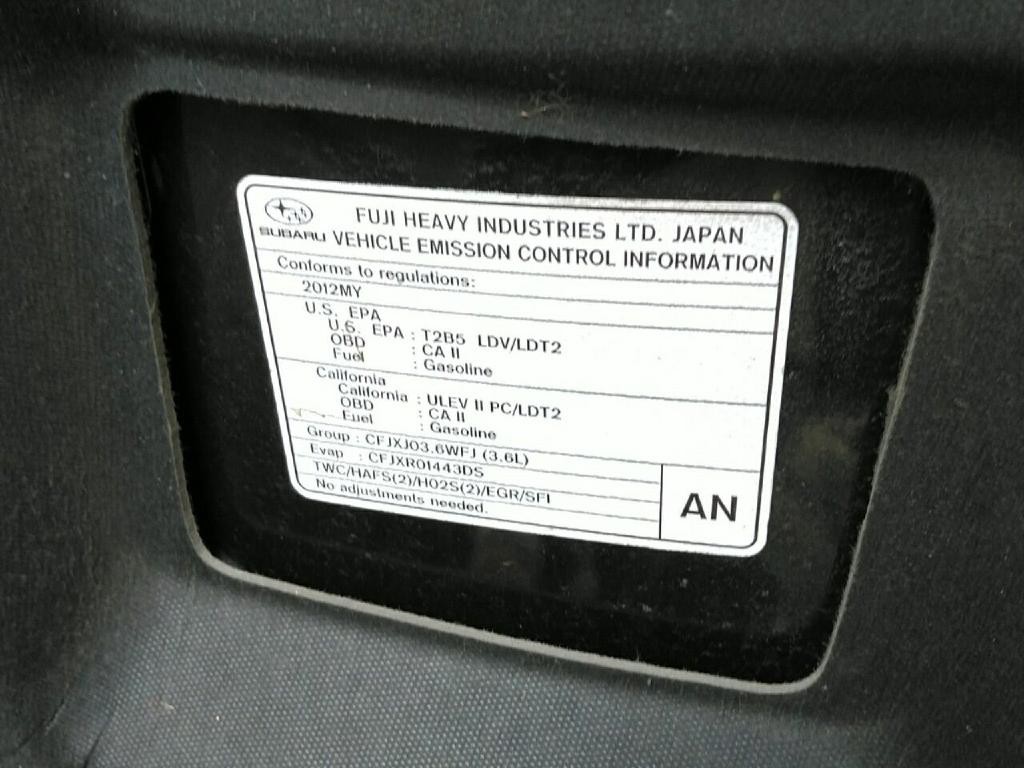 FUJI HEAVY INDUSTRIES LTD. JAPAN
SUBARU VEHICLE EMISSION CONTROL INFORMATION
Conforms to regulations:
2012MY
U.S. EPA
U.S. EPA : T2B5 LDV/LDT2
OBD : CA II
Fuel : Gasoline
California
California : ULEV II PC/LDT2
OBD : CA II
Fuel : Gasoline
Group : CFJXJ03.6WFJ (3.6L)
Evap : CFJXR01443DS
TWC/HAFS(2)/HO2S(2)/EGR/SFI
No adjustments needed.
AN